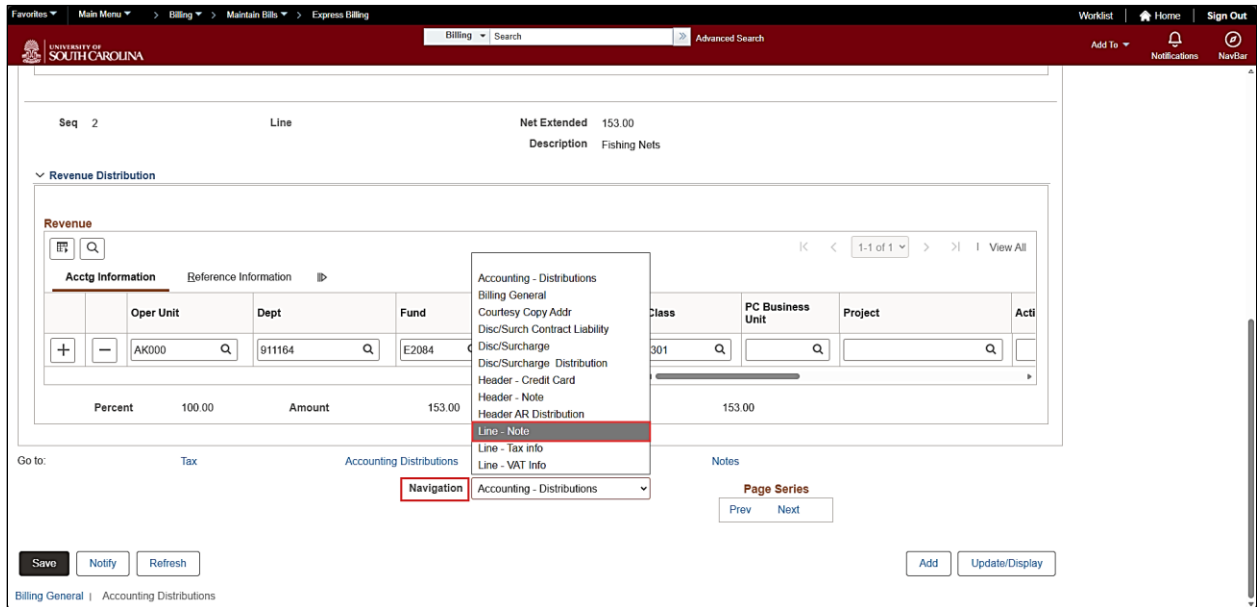 Favorites Main Menu > Billing > Maintain Bills > Express Billing Worklist Home Sign Out
UNIVERSITY OF
SOUTH CAROLINA
Billing Search Advanced Search
Add To Notifications NavBar
Seq 2 Line Net Extended 153.00
Description Fishing Nets
Revenue Distribution
Revenue
1-1 of 1 View All
Acctg Information Reference Information
Oper Unit Dept Fund Class PC Business Unit Project Acti
AK000 911164 E2084 301
Percent 100.00 Amount 153.00 153.00
Accounting - Distributions
Billing General
Courtesy Copy Addr
Disc/Surch Contract Liability
Disc/Surcharge
Disc/Surcharge Distribution
Header - Credit Card
Header - Note
Header AR Distribution
Line - Note
Line - Tax info
Line - VAT Info
Go to: Tax Accounting Distributions Notes
Navigation Accounting - Distributions
Page Series
Prev Next
Save Notify Refresh Add Update/Display
Billing General | Accounting Distributions